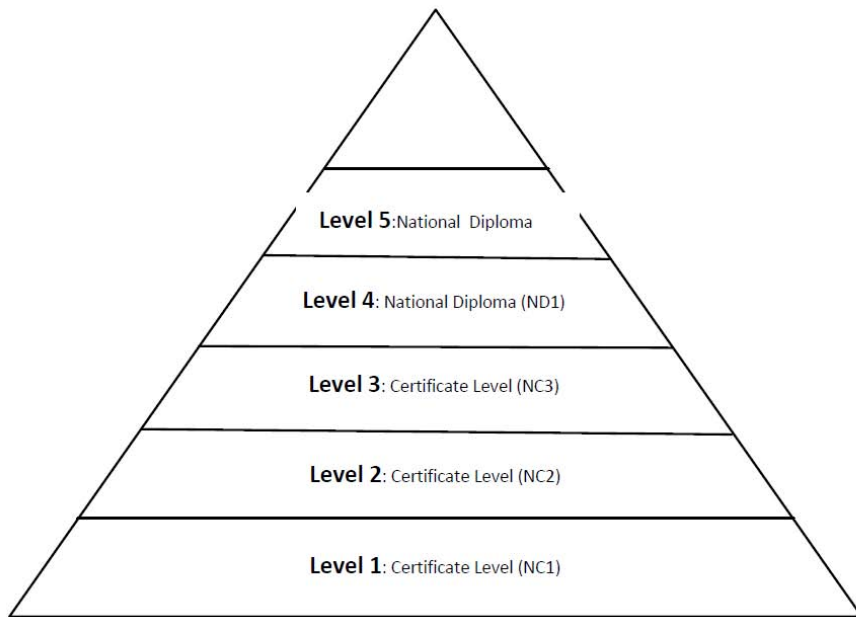 Level 5:National Diploma
Level 4: National Diploma (ND1)
Level 3: Certificate Level (NC3)
Level 2: Certificate Level (NC2)
Level 1: Certificate Level (NC1)